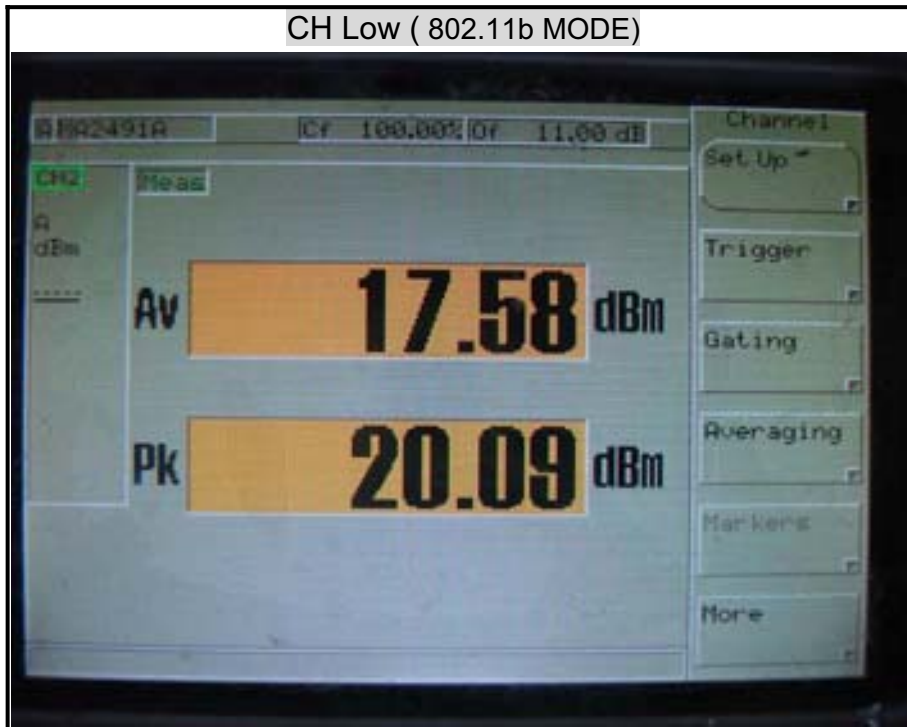 CH Low ( 802.11b MODE)
A MA2491A Cf 100.00% Of 11.00 dB
Channel
CH2 Meas
Set Up
A
dBm
Trigger
Av 17.58 dBm
Gating
Averaging
Pk 20.09 dBm
Markers
More